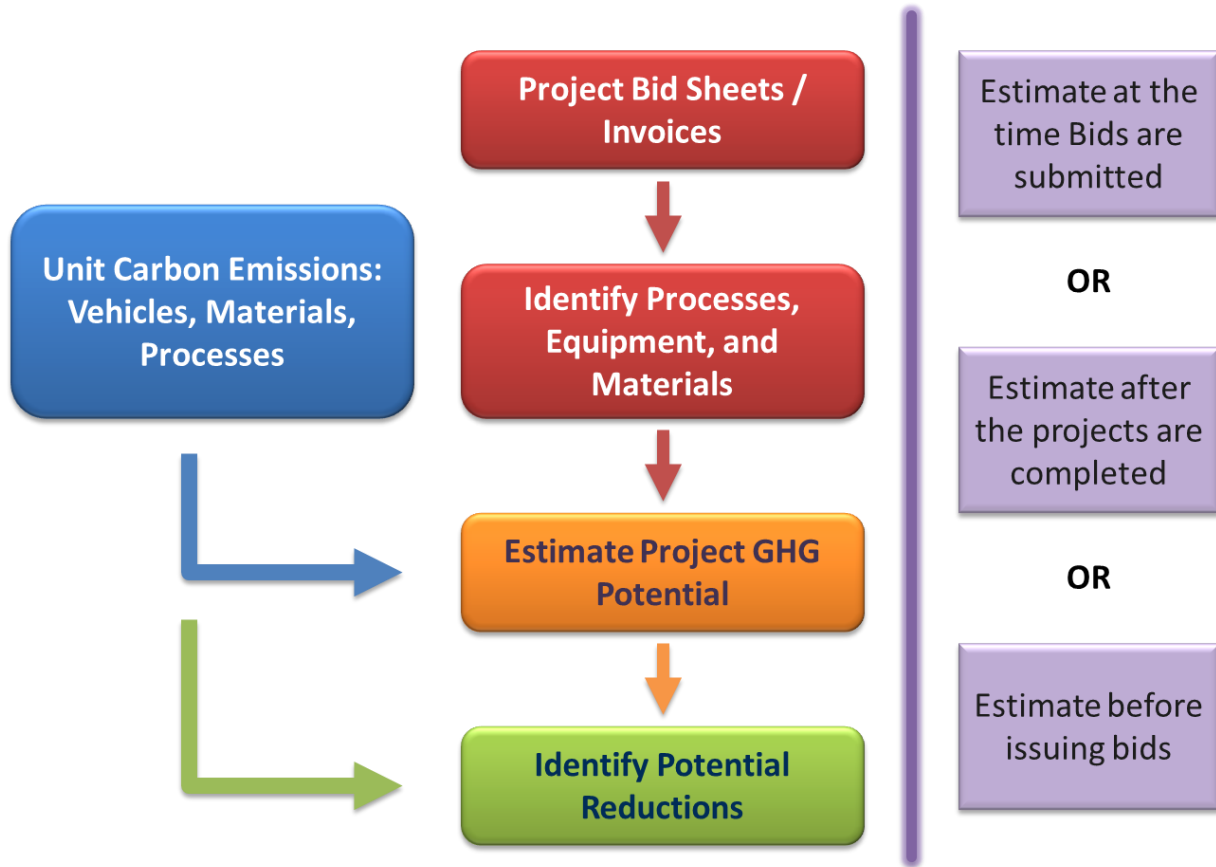 Project Bid Sheets /
Invoices
Unit Carbon Emissions:
Vehicles, Materials,
Processes
Identify Processes,
Equipment, and
Materials
Estimate Project GHG
Potential
Identify Potential
Reductions
Estimate at the
time Bids are
submitted
OR
Estimate after
the projects are
completed
OR
Estimate before
issuing bids